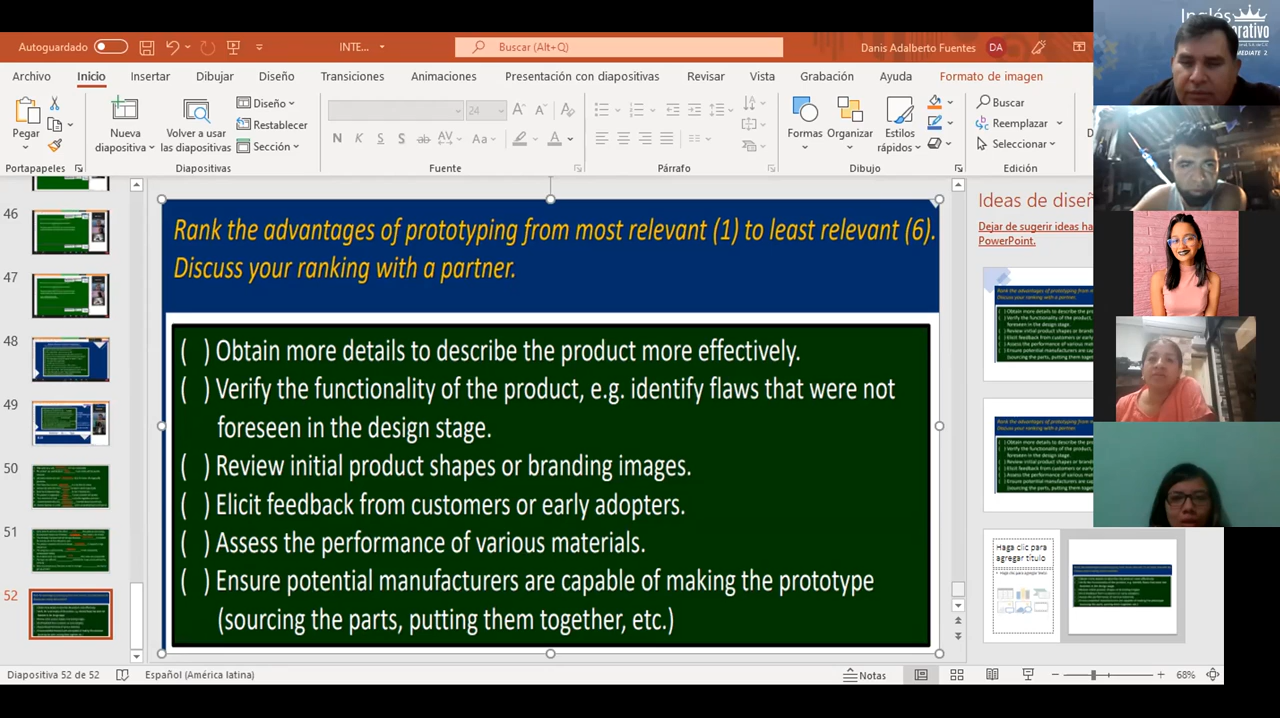 Autoguardado
INTE...
Buscar (Alt+Q)
Danis Adalberto Fuentes
DA
Inglés
MEDIATE 2
Archivo
Inicio
Insertar
Dibujar
Diseño
Transiciones
Animaciones
Presentación con diapositivas
Revisar
Vista
Grabación
Ayuda
Formato de imagen
Pegar
Nueva
diapositiva
Volver a usar
las diapositivas
Diseño
Restablecer
Sección
24
N K S S ab AV Aa A
Formas
Organizar
Estilos
rápidos
Buscar
Reemplazar
Seleccionar
Portapapeles
Diapositivas
Fuente
Párrafo
Dibujo
Edición
46
47
48
49
50
51
52
Rank the advantages of prototyping from most relevant (1) to least relevant (6).
Discuss your ranking with a partner.
( ) Obtain more details to describe the product more effectively.
( ) Verify the functionality of the product, e.g. identify flaws that were not
foreseen in the design stage.
( ) Review initial product shapes or branding images.
( ) Elicit feedback from customers or early adopters.
( ) Assess the performance of various materials.
( ) Ensure potential manufacturers are capable of making the prototype
(sourcing the parts, putting them together, etc.)
Ideas de diseñ
Dejar de sugerir ideas ha
PowerPoint.
Haga clic para
agregar título
Diapositiva 52 de 52
Español (América latina)
Notas
68%